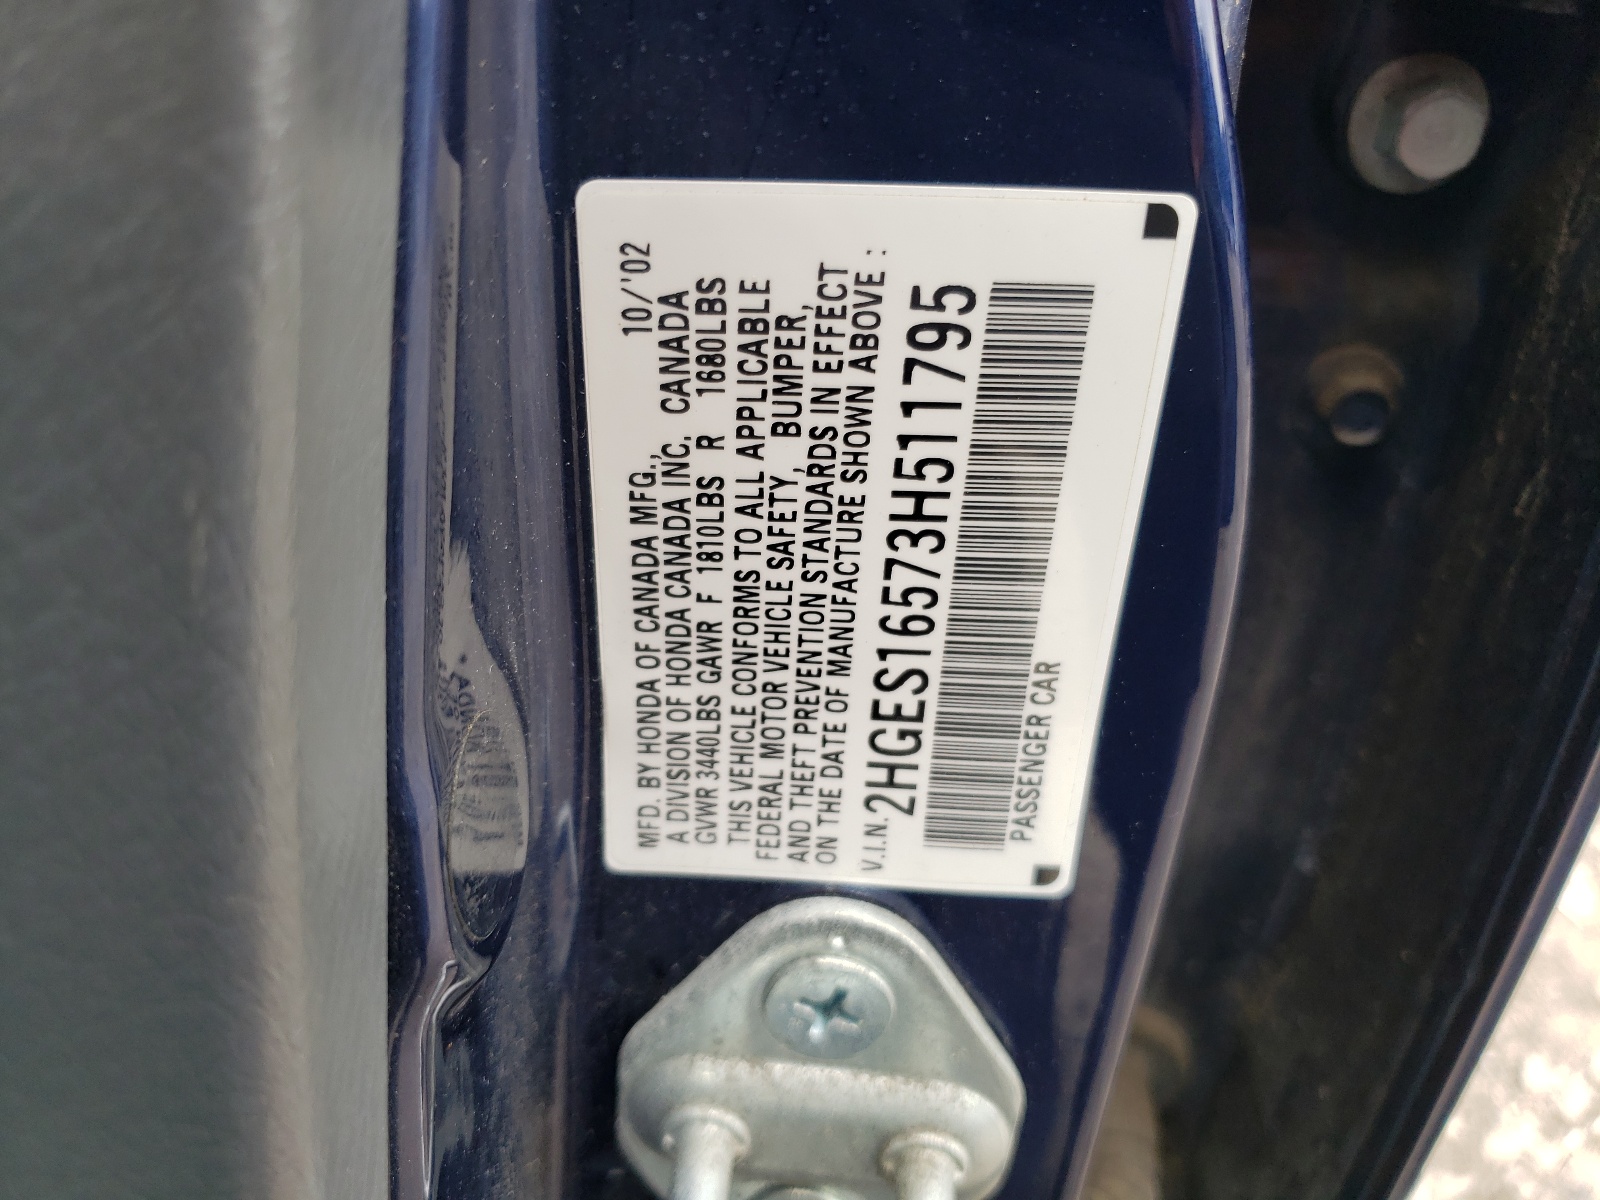 MFD. BY HONDA OF CANADA MFG., 10/'02
A DIVISION OF HONDA CANADA INC. CANADA
GVWR 3440LBS GAWR F 1810LBS R 1680LBS
THIS VEHICLE CONFORMS TO ALL APPLICABLE
FEDERAL MOTOR VEHICLE SAFETY, BUMPER,
AND THEFT PREVENTION STANDARDS IN EFFECT
ON THE DATE OF MANUFACTURE SHOWN ABOVE :
V.I.N. 2HGES16573H511795
PASSENGER CAR